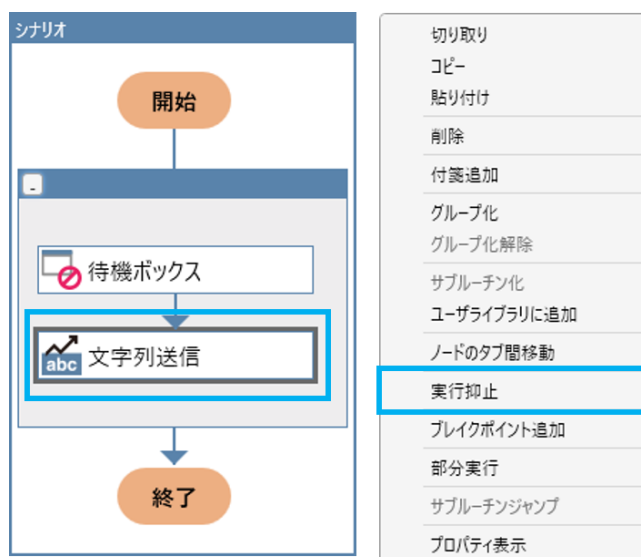 シナリオ
開始
-
待機ボックス
abc 文字列送信
終了
切り取り
コピー
貼り付け
削除
付箋追加
グループ化
グループ化解除
サブルーチン化
ユーザライブラリに追加
ノードのタブ間移動
実行抑止
ブレイクポイント追加
部分実行
サブルーチンジャンプ
プロパティ表示